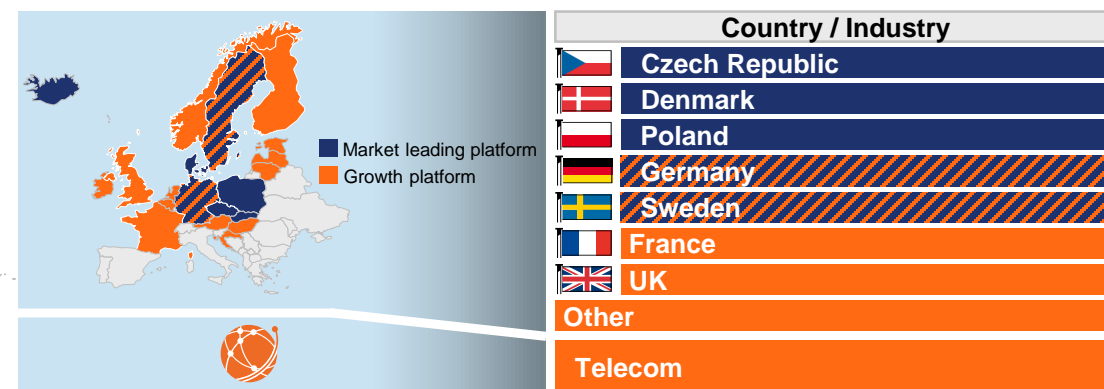 Market leading platform
Growth platform
Country / Industry
Czech Republic
Denmark
Poland
Germany
Sweden
France
UK
Other
Telecom